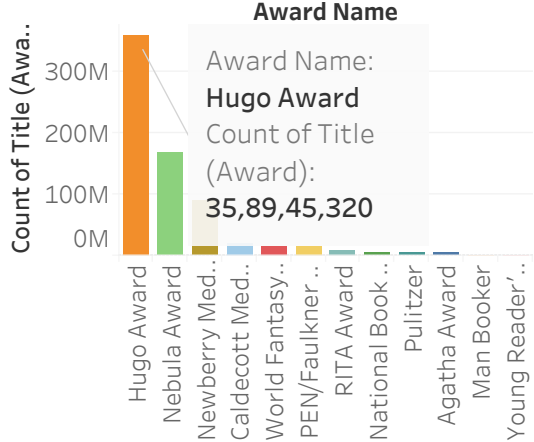 Award Name
Count of Title (Awa..
300M
200M
100M
0M
Award Name:
Hugo Award
Count of Title
(Award):
35,89,45,320
Hugo Award
Nebula Award
Newberry Med..
Caldecott Med..
World Fantasy..
PEN/Faulkner ..
RITA Award
National Book ..
Pulitzer
Agatha Award
Man Booker
Young Reader’..